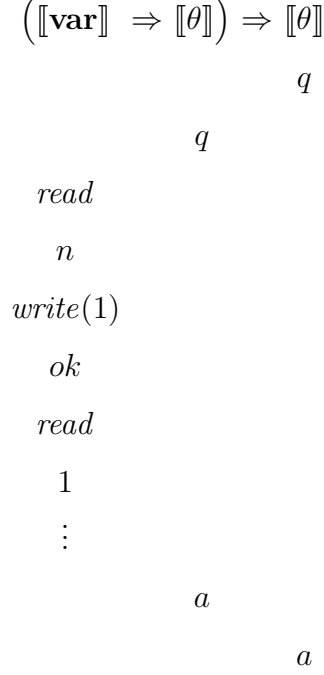 (⟦var⟧ ⇒ ⟦θ⟧) ⇒ ⟦θ⟧
q
q
read
n
write(1)
ok
read
1
⋮
a
a